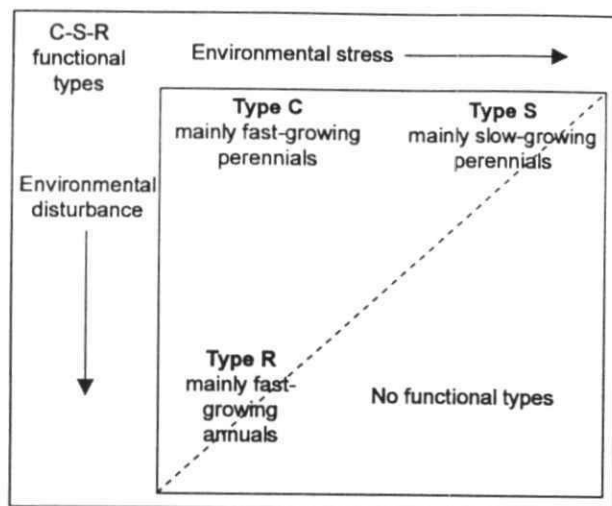 C-S-R
functional
types
Environmental stress
Type C
mainly fast-growing
perennials
Type S
mainly slow-growing
perennials
Environmental
disturbance
Type R
mainly fast-
growing
annuals
No functional types